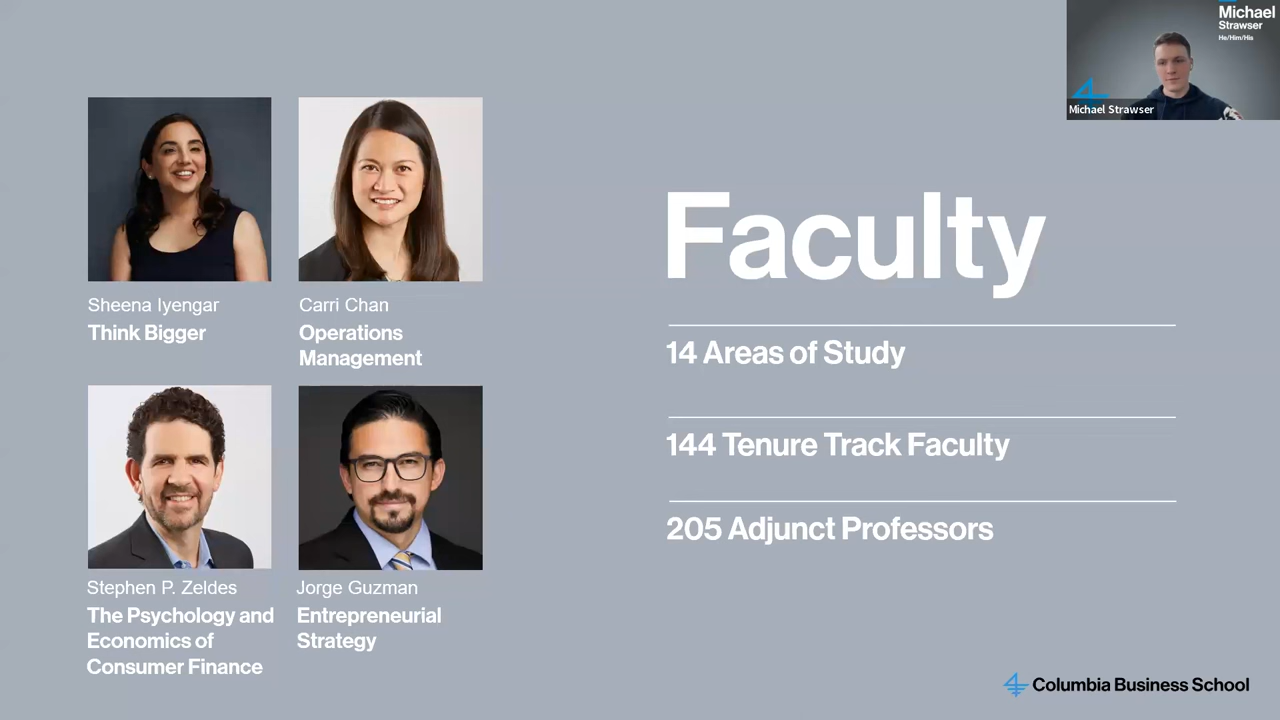 Michael
Strawser
He/Him/His
Michael Strawser
Sheena Iyengar
Think Bigger
Carri Chan
Operations
Management
Stephen P. Zeldes
The Psychology and
Economics of
Consumer Finance
Jorge Guzman
Entrepreneurial
Strategy
Faculty
14 Areas of Study
144 Tenure Track Faculty
205 Adjunct Professors
Columbia Business School